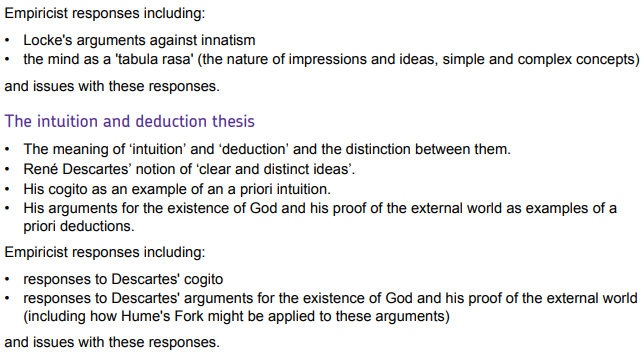 Empiricist responses including:
• Locke's arguments against innatism
• the mind as a 'tabula rasa' (the nature of impressions and ideas, simple and complex concepts)
and issues with these responses.
The intuition and deduction thesis
• The meaning of ‘intuition’ and ‘deduction’ and the distinction between them.
• René Descartes’ notion of ‘clear and distinct ideas’.
• His cogito as an example of an a priori intuition.
• His arguments for the existence of God and his proof of the external world as examples of a
priori deductions.
Empiricist responses including:
• responses to Descartes' cogito
• responses to Descartes' arguments for the existence of God and his proof of the external world
(including how Hume's Fork might be applied to these arguments)
and issues with these responses.